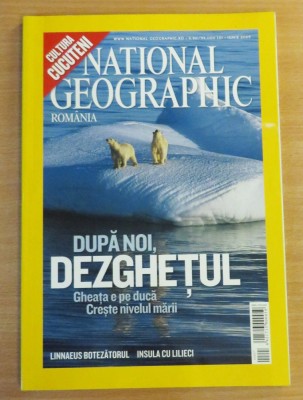 CULTURA
CUCUTENI
NATIONAL
GEOGRAPHIC
ROMÂNIA
DUPĂ NOI,
DEZGHEȚUL
Gheața e pe ducă
Crește nivelul mării
LINNAEUS BOTEZĂTORUL INSULA CU LILIECI